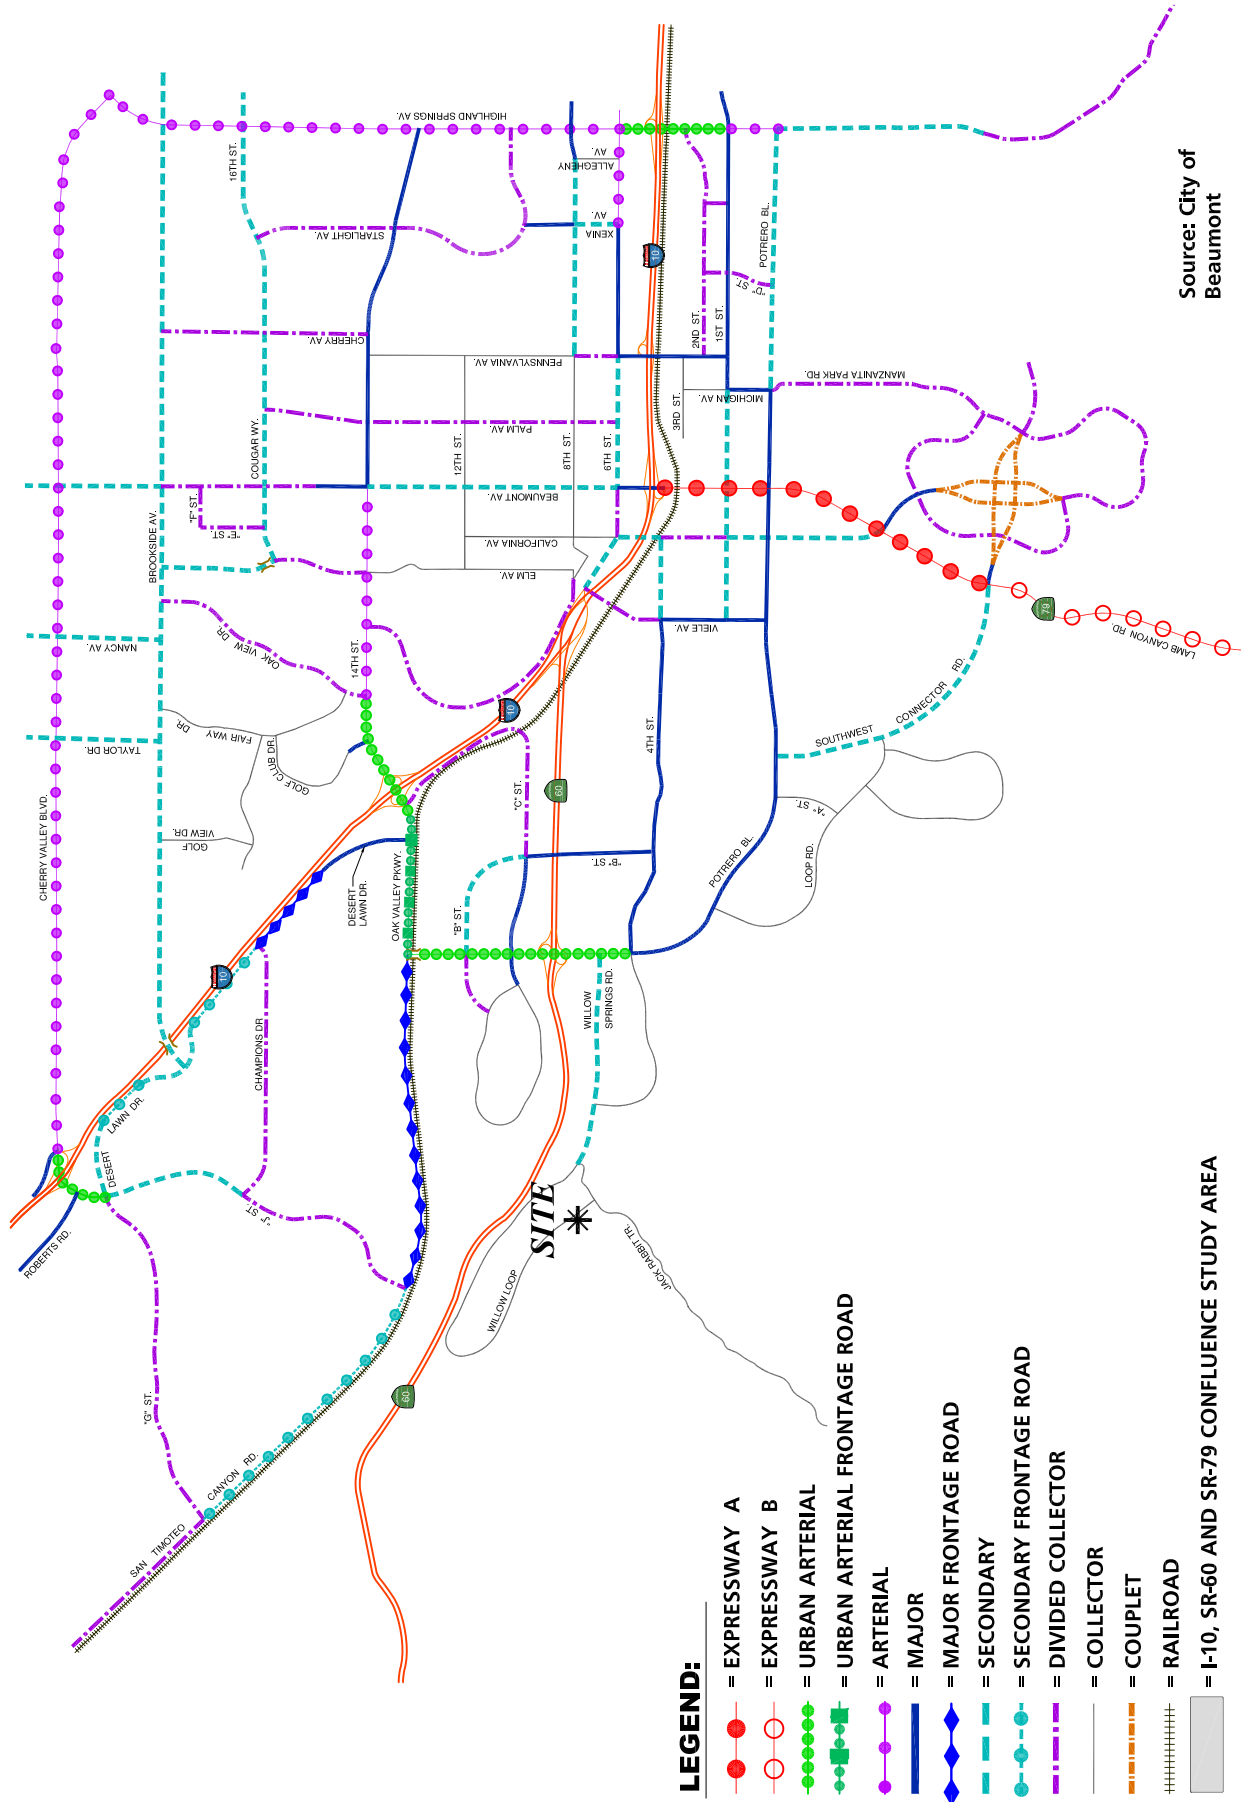 CHERRY VALLEY BLVD.
HIGHLAND SPRINGS AV.
16TH ST.
STARLIGHT AV.
CHERRY AV.
COUGAR WY.
"F" ST.
"E" ST.
BROOKSIDE AV.
NANCY AV.
TAYLOR DR.
OAK VIEW DR.
14TH ST.
FAIR WAY
DR.
GOLF CLUB DR.
GOLF
VIEW DR.
ALLEGHENY
AV.
XENIA
AV.
PENNSYLVANIA AV.
PALM AV.
12TH ST.
8TH ST.
6TH ST.
BEAUMONT AV.
CALIFORNIA AV.
ELM AV.
10
2ND ST.
1ST ST.
"D" ST.
POTRERO BL.
3RD ST.
MICHIGAN AV.
MANZANITA PARK RD.
VIELE AV.
4TH ST.
79
LAMB CANYON RD.
SOUTHWEST CONNECTOR RD.
"A" ST.
LOOP RD.
POTRERO BL.
"B" ST.
"C" ST.
60
10
DESERT
LAWN DR.
OAK VALLEY PKWY.
"B" ST.
WILLOW
SPRINGS RD.
10
CHAMPIONS DR
LAWN DR.
DESERT
ROBERTS RD.
"J" ST.
"G" ST.
SAN TIMOTEO CANYON RD.
60
WILLOW LOOP
SITE
JACK RABBIT TR.
Source: City of
Beaumont
LEGEND:
= EXPRESSWAY A
= EXPRESSWAY B
= URBAN ARTERIAL
= URBAN ARTERIAL FRONTAGE ROAD
= ARTERIAL
= MAJOR
= MAJOR FRONTAGE ROAD
= SECONDARY
= SECONDARY FRONTAGE ROAD
= DIVIDED COLLECTOR
= COLLECTOR
= COUPLET
= RAILROAD
= I-10, SR-60 AND SR-79 CONFLUENCE STUDY AREA